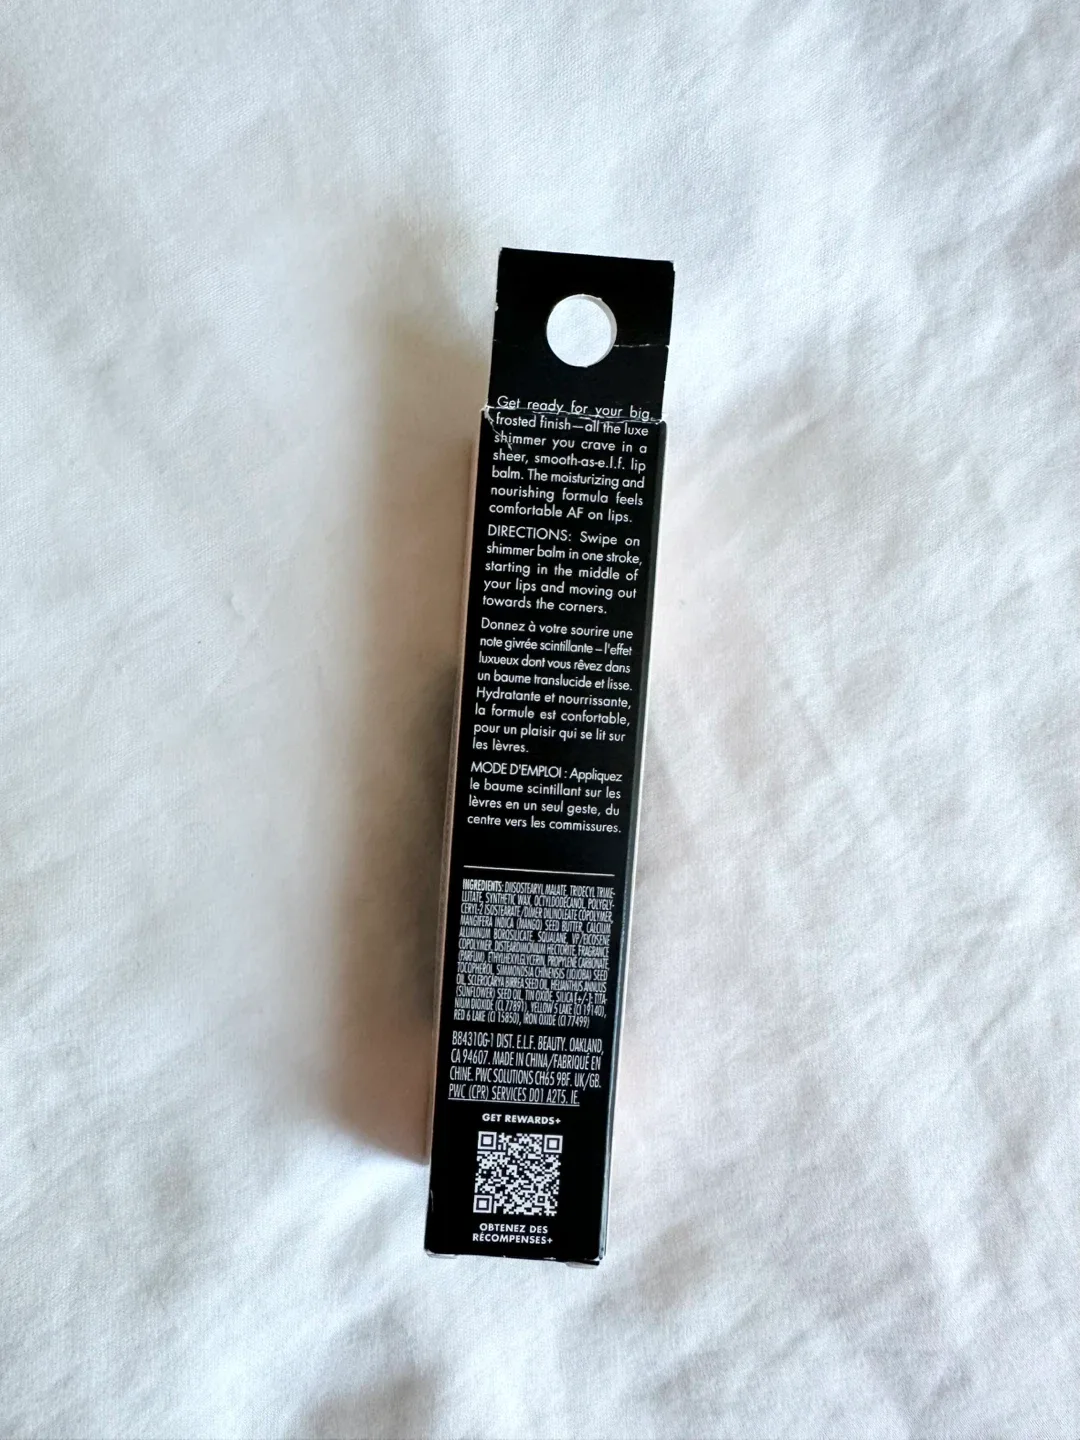 Get ready for your big
frosted finish—all the luxe
shimmer you crave in a
sheer, smooth-as-e.l.f. lip
balm. The moisturizing and
nourishing formula feels
comfortable AF on lips.
DIRECTIONS: Swipe on
shimmer balm in one stroke,
starting in the middle of
your lips and moving out
towards the corners.
Donnez à votre sourire une
note givrée scintillante – l'effet
luxueux dont vous rêvez dans
un baume translucide et lisse.
Hydratante et nourrissante,
la formule est confortable,
pour un plaisir qui se lit sur
les lèvres.
MODE D'EMPLOI : Appliquez
le baume scintillant sur les
lèvres en un seul geste, du
centre vers les commissures.
INGREDIENTS: DIISOSTEARYL MALATE, TRIDECYL TRIME-
LLITATE, SYNTHETIC WAX, OCTYLDODECANOL, POLYGLY-
CERYL-2 ISOSTEARATE/DIMER DILINOLEATE COPOLYMER,
MANGIFERA INDICA (MANGO) SEED BUTTER, CALCIUM
ALUMINUM BOROSILICATE, SQUALANE, VP/EICOSENE
COPOLYMER, DISTEARDIMONIUM HECTORITE, FRAGRANCE
(PARFUM), ETHYLHEXYLGLYCERIN, PROPYLENE CARBONATE,
TOCOPHEROL, SIMMONDSIA CHINENSIS (JOJOBA) SEED
OIL, SCLEROCARYA BIRREA SEED OIL, HELIANTHUS ANNUUS
(SUNFLOWER) SEED OIL, TIN OXIDE, SILICA [+/-]: TITA-
NIUM DIOXIDE (CI 77891), YELLOW 5 LAKE (CI 19140),
RED 6 LAKE (CI 15850), IRON OXIDE (CI 77499)
B84310G-1 DIST. E.L.F. BEAUTY. OAKLAND,
CA 94607. MADE IN CHINA/FABRIQUÉ EN
CHINE. PWC SOLUTIONS CH65 9BF. UK/GB.
PWC (CPR) SERVICES D01 A2T5. IE.
GET REWARDS+
OBTENEZ DES
RÉCOMPENSES+